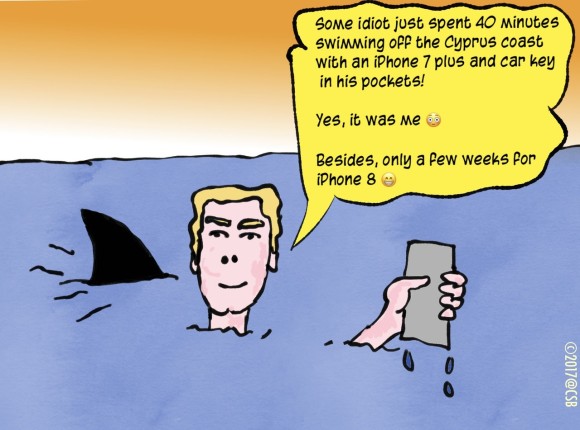 Some idiot just spent 40 minutes
swimming off the Cyprus coast
with an iPhone 7 plus and car key
in his pockets!
Yes, it was me 😳
Besides, only a few weeks for
iPhone 8 😁
©2017@CSB